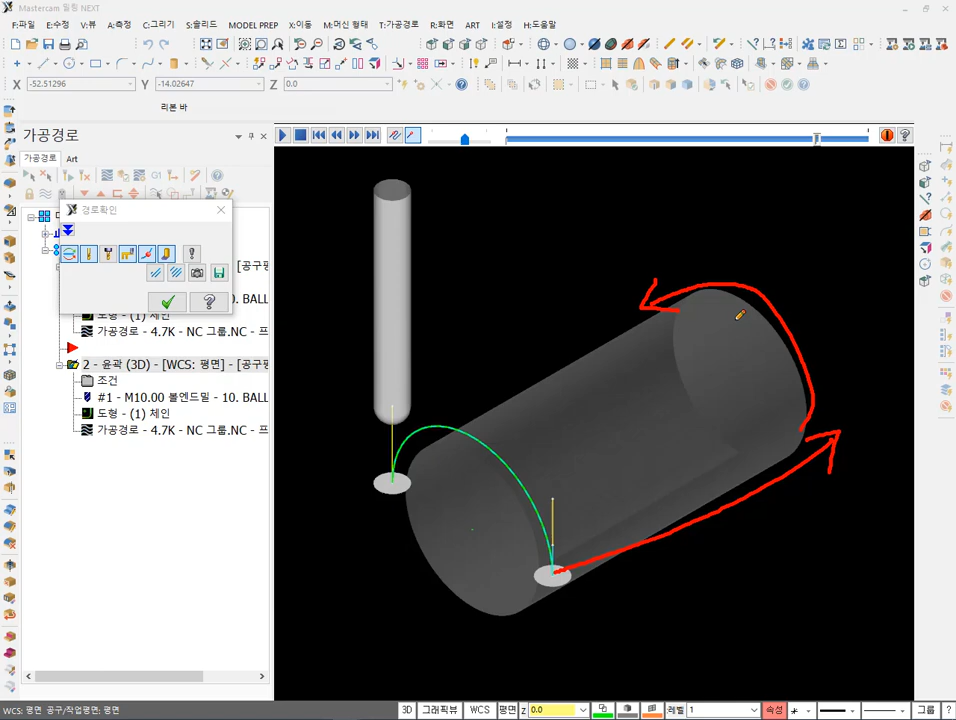 Mastercam 밀링 NEXT
F:파일 E:수정 V:뷰 A:측정 C:그리기 S:솔리드 MODEL PREP X:이동 M:머신 형태 T:가공경로 R:화면 ART I:설정 H:도움말
X -52.51296 Y -14.02647 Z 0.0
리본 바
가공경로
가공경로 Art
G1
경로확인
[공구평
10. BALL
도형 - (1) 체인
가공경로 - 4.7K - NC 그룹.NC - 프
2 - 윤곽 (3D) - [WCS: 평면] - [공구평
조건
#1 - M10.00 볼엔드밀 - 10. BALL
도형 - (1) 체인
가공경로 - 4.7K - NC 그룹.NC - 프
WCS: 평면 공구/작업평면: 평면
3D 그래픽뷰 WCS 평면 Z 0.0 레벨 1 속성 그룹 ?